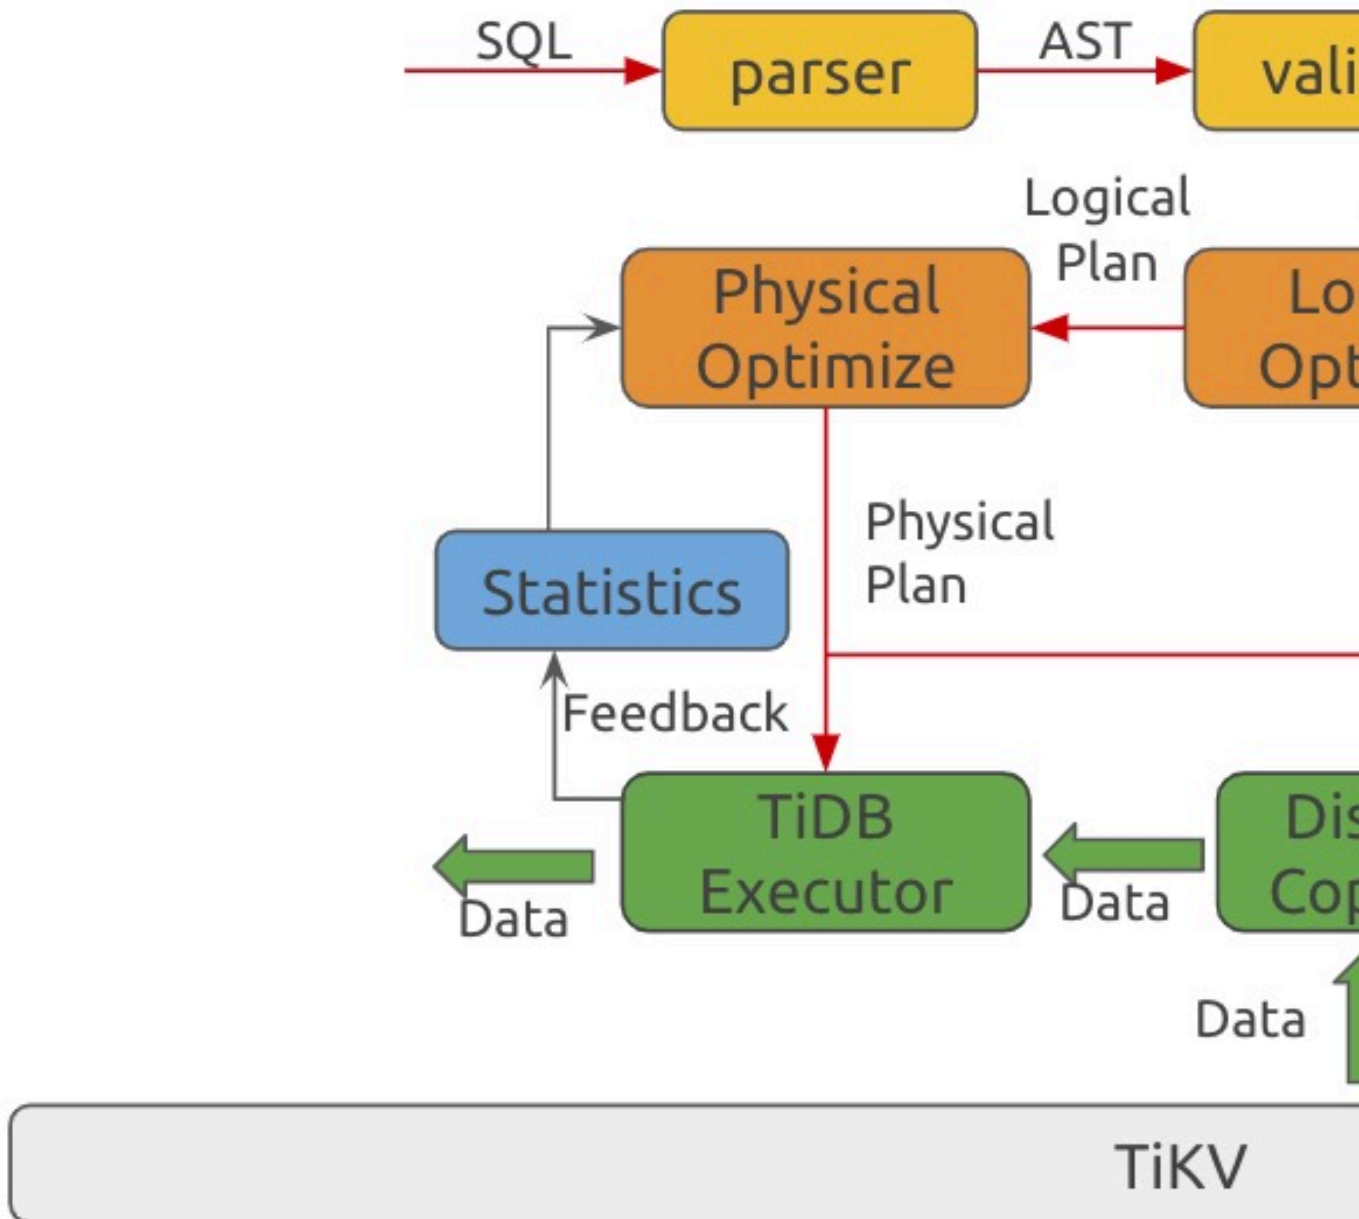 SQL
parser
AST
Logical
Plan
Physical
Optimize
Physical
Plan
Statistics
Feedback
TiDB
Executor
Data
Data
Data
TiKV